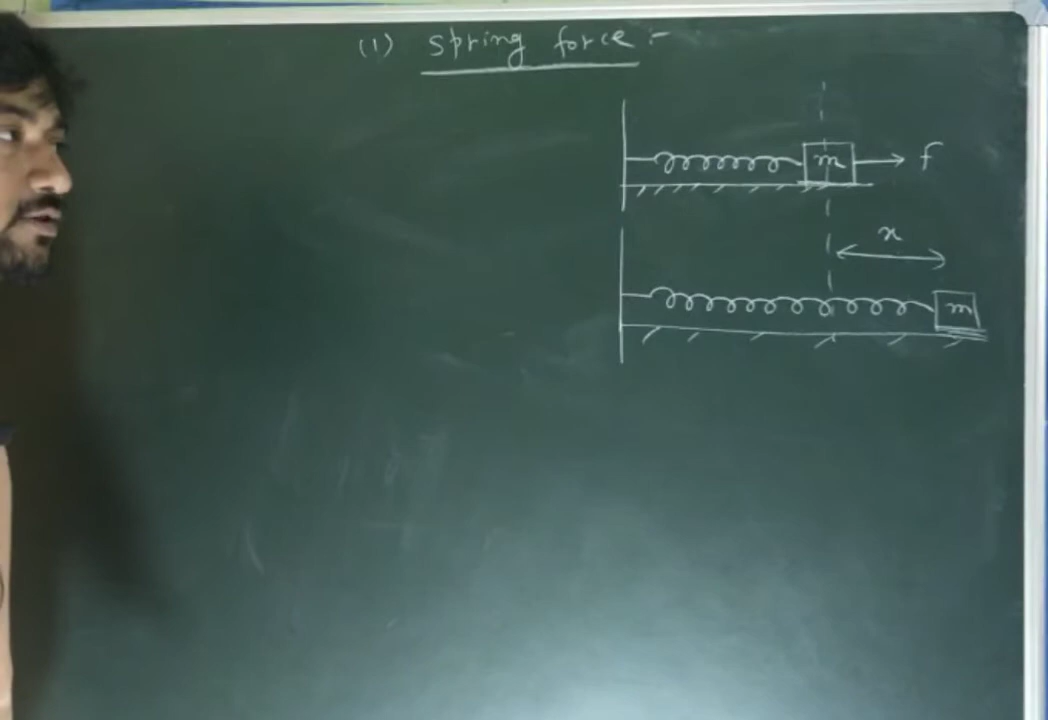 (1) spring force :-
m f
x
m